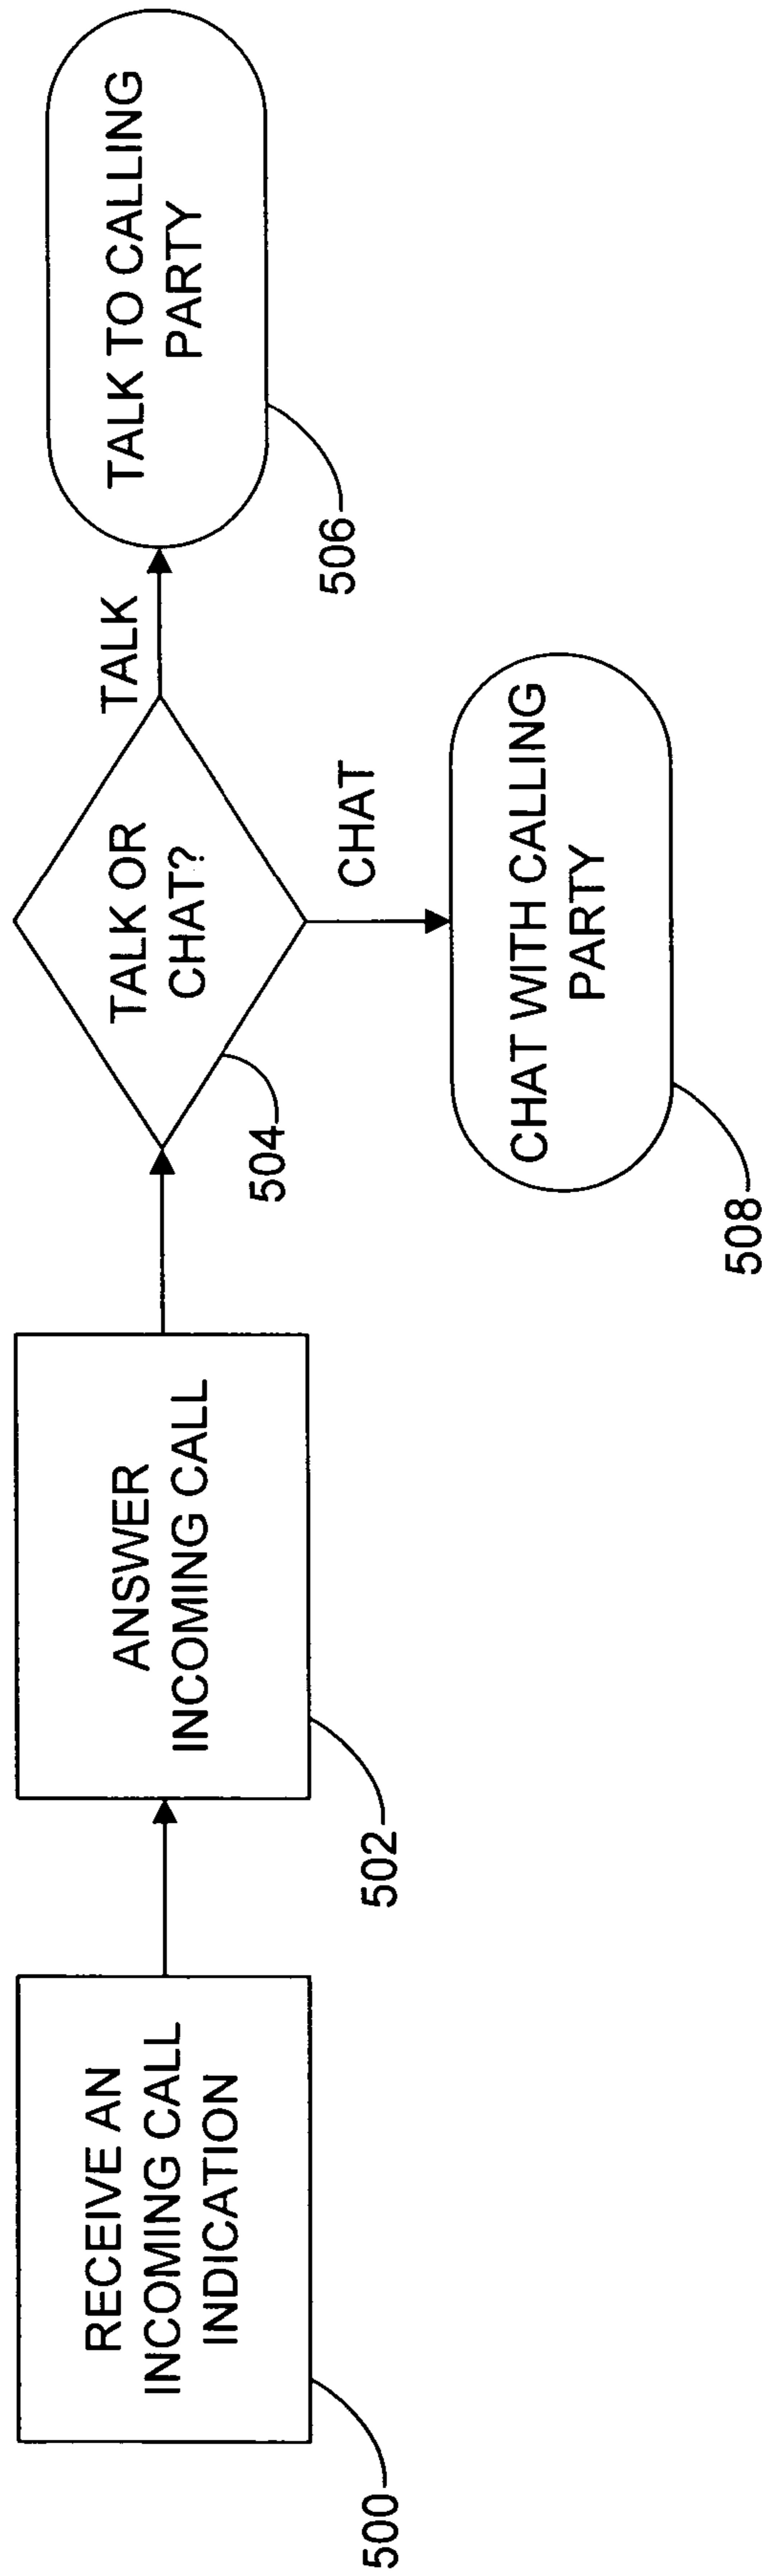 RECEIVE AN
INCOMING CALL
INDICATION
500
ANSWER
INCOMING CALL
502
TALK OR
CHAT?
504
TALK
TALK TO CALLING
PARTY
506
CHAT
CHAT WITH CALLING
PARTY
508